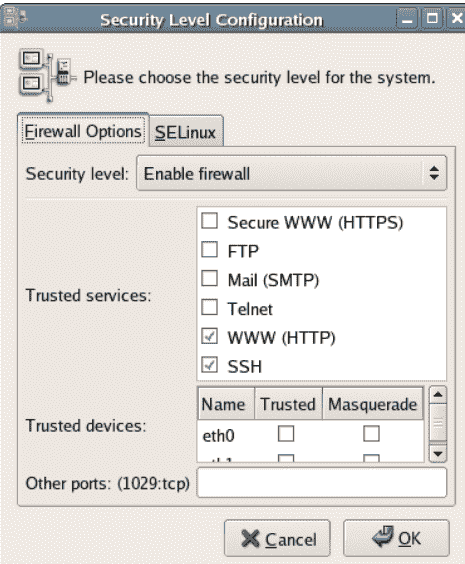 Security Level Configuration
Please choose the security level for the system.
Firewall Options SELinux
Security level: Enable firewall
Trusted services:
Secure WWW (HTTPS)
FTP
Mail (SMTP)
Telnet
WWW (HTTP)
SSH
Trusted devices:
Name Trusted Masquerade
eth0
Other ports: (1029:tcp)
Cancel OK